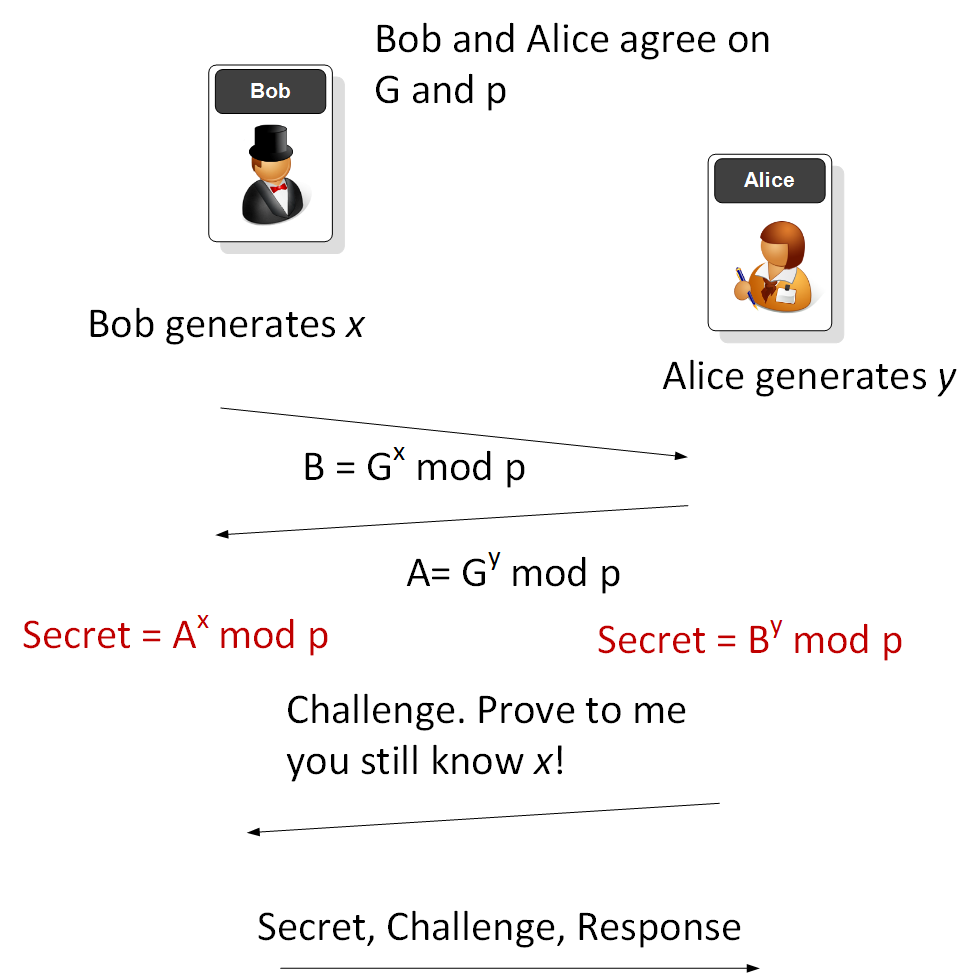 Bob and Alice agree on
G and p
Bob
Alice
Bob generates x
Alice generates y
B = Gˣ mod p
A= Gʸ mod p
Secret = Aˣ mod p
Secret = Bʸ mod p
Challenge. Prove to me
you still know x!
Secret, Challenge, Response